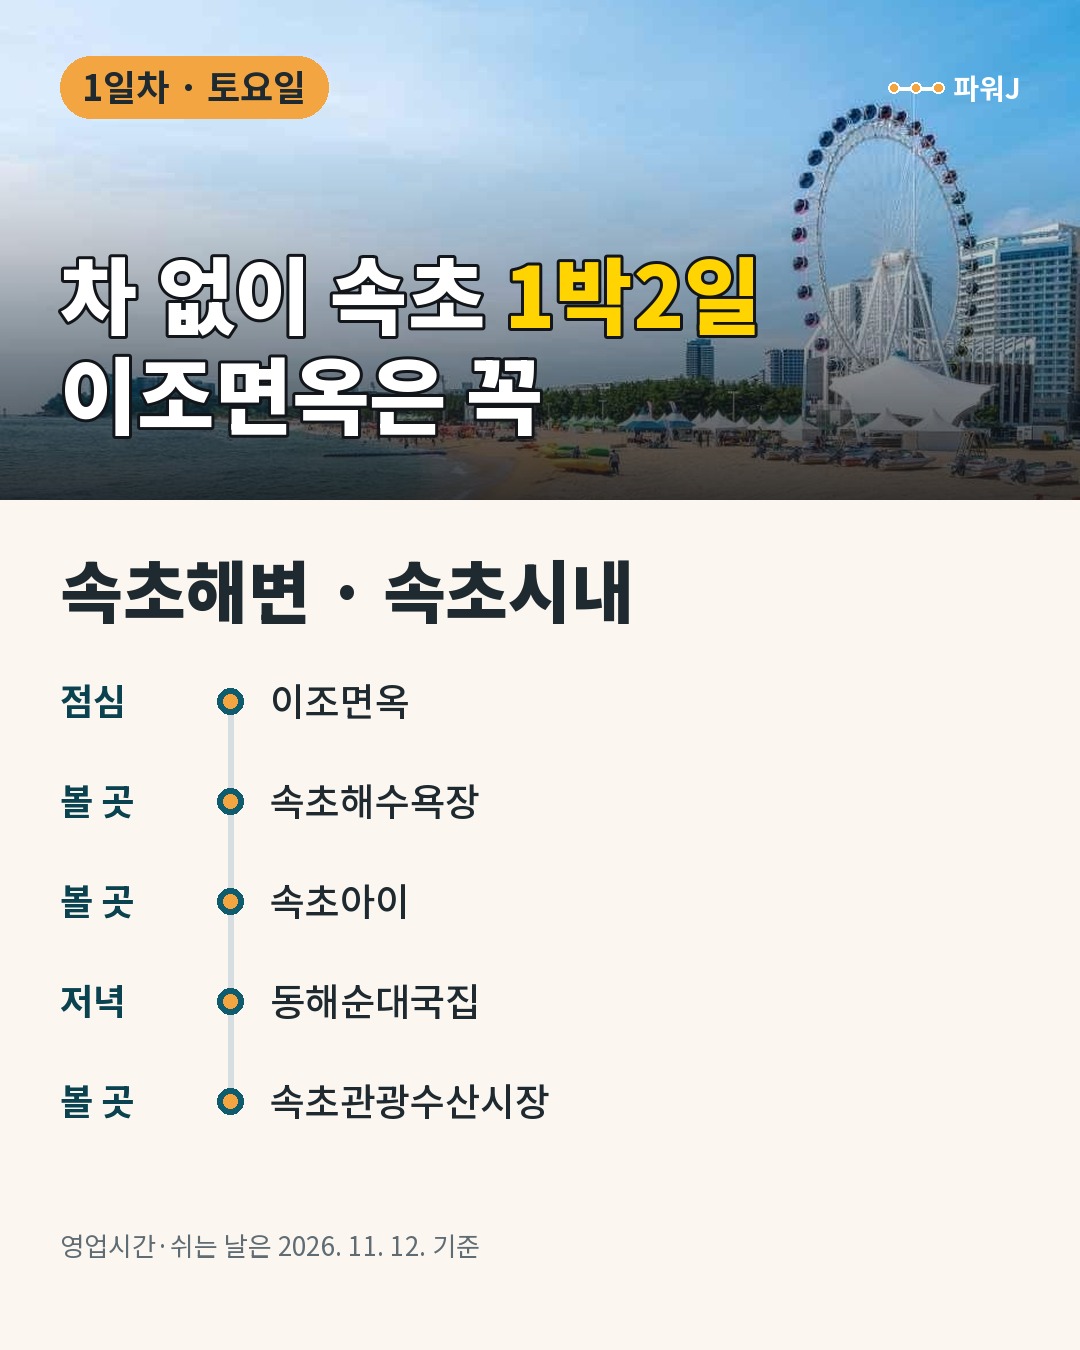 1일차 · 토요일
파워J
차 없이 속초 1박2일
이조면옥은 꼭
속초해변 · 속초시내
점심 이조면옥
볼 곳 속초해수욕장
볼 곳 속초아이
저녁 동해순대국집
볼 곳 속초관광수산시장
영업시간·쉬는 날은 2026. 11. 12. 기준